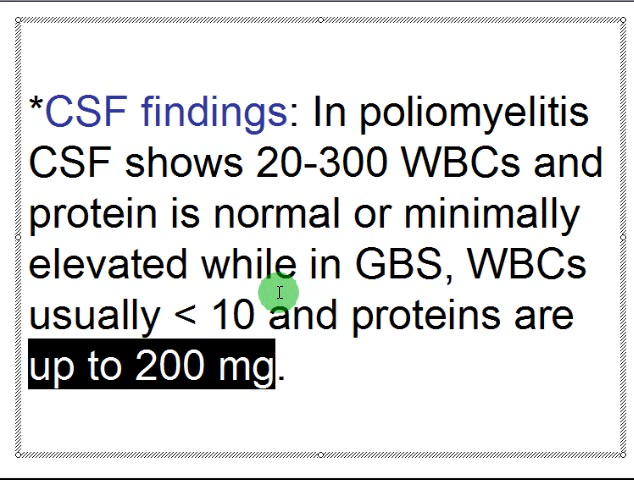 *CSF findings: In poliomyelitis
CSF shows 20-300 WBCs and
protein is normal or minimally
elevated while in GBS, WBCs
usually < 10 and proteins are
up to 200 mg.